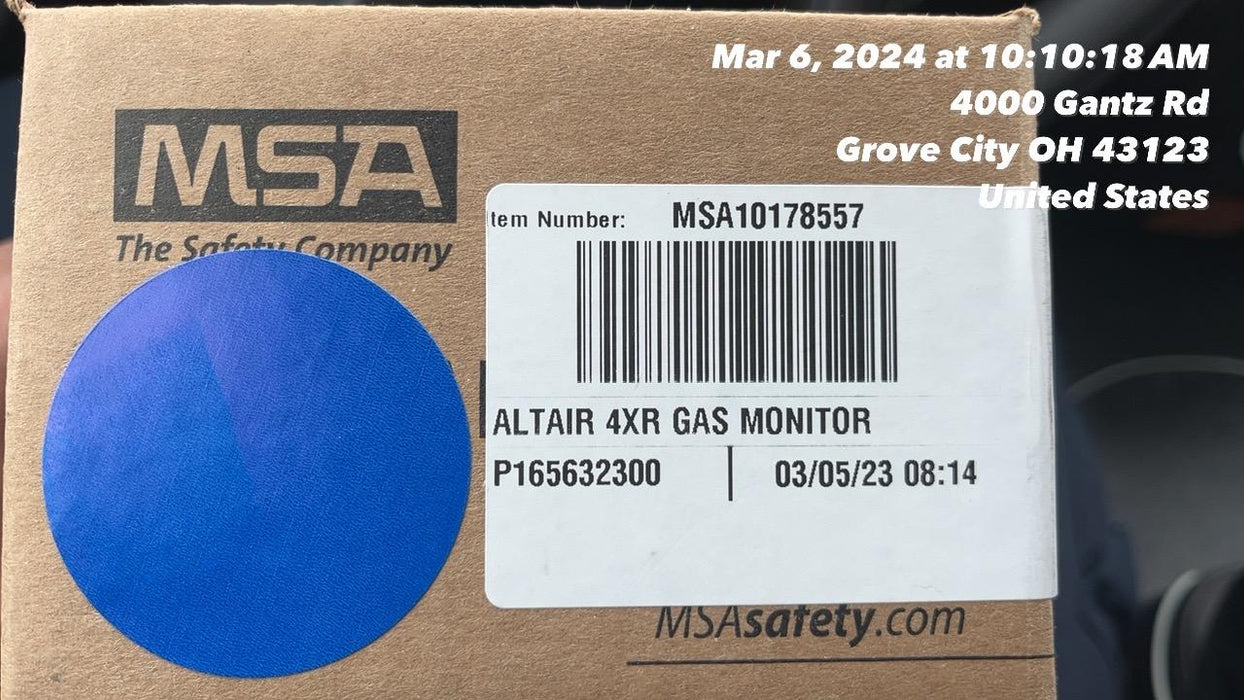 Mar 6, 2024 at 10:10:18 AM
4000 Gantz Rd
Grove City OH 43123
United States
MSA
The Safety Company
tem Number: MSA10178557
ALTAIR 4XR GAS MONITOR
P165632300 | 03/05/23 08:14
MSAsafety.com